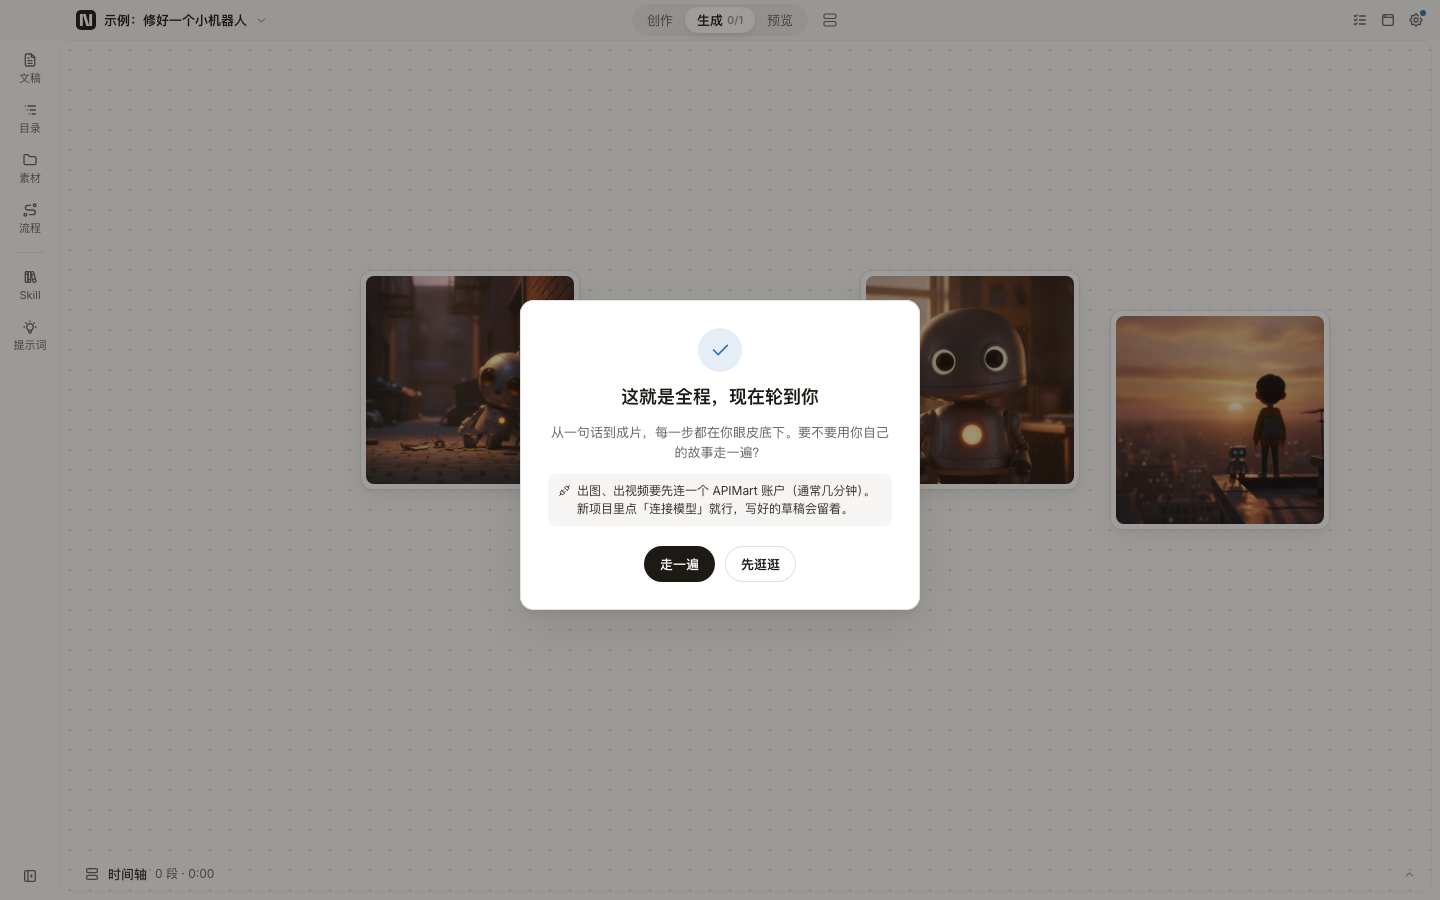 示例：修好一个小机器人
创作
生成 0/1
预览
文稿
目录
素材
流程
Skill
提示词
这就是全程，现在轮到你
从一句话到成片，每一步都在你眼皮底下。要不要用你自己
的故事走一遍？
出图、出视频要先连一个 APIMart 账户（通常几分钟）。
新项目里点「连接模型」就行，写好的草稿会留着。
走一遍
先逛逛
时间轴 0 段 · 0:00